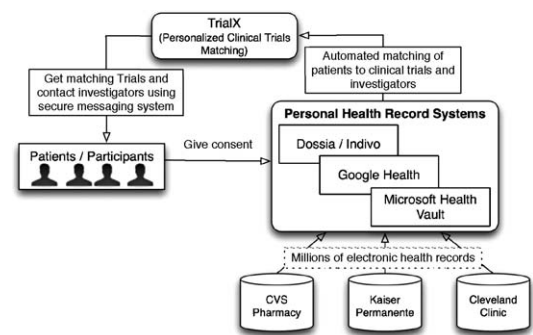 TrialX
(Personalized Clinical Trials
Matching)
Get matching Trials and
contact investigators using
secure messaging system
Automated matching of
patients to clinical trials and
investigators
Patients / Participants
Give consent
Personal Health Record Systems
Dossia / Indivo
Google Health
Microsoft Health
Vault
Millions of electronic health records
CVS
Pharmacy
Kaiser
Permanente
Cleveland
Clinic